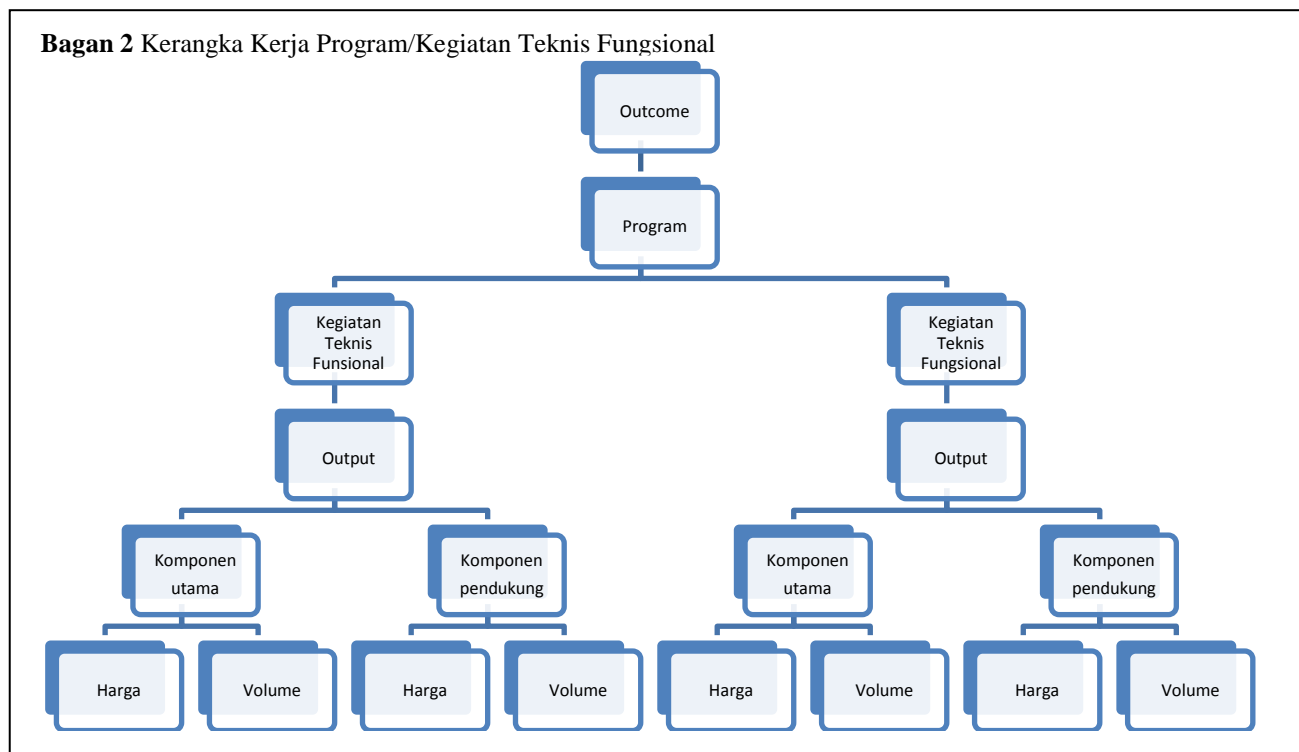 Bagan 2 Kerangka Kerja Program/Kegiatan Teknis Fungsional
Outcome
Program
Kegiatan
Teknis
Funsional
Kegiatan
Teknis
Fungsional
Output
Output
Komponen
utama
Komponen
pendukung
Komponen
utama
Komponen
pendukung
Harga
Volume
Harga
Volume
Harga
Volume
Harga
Volume